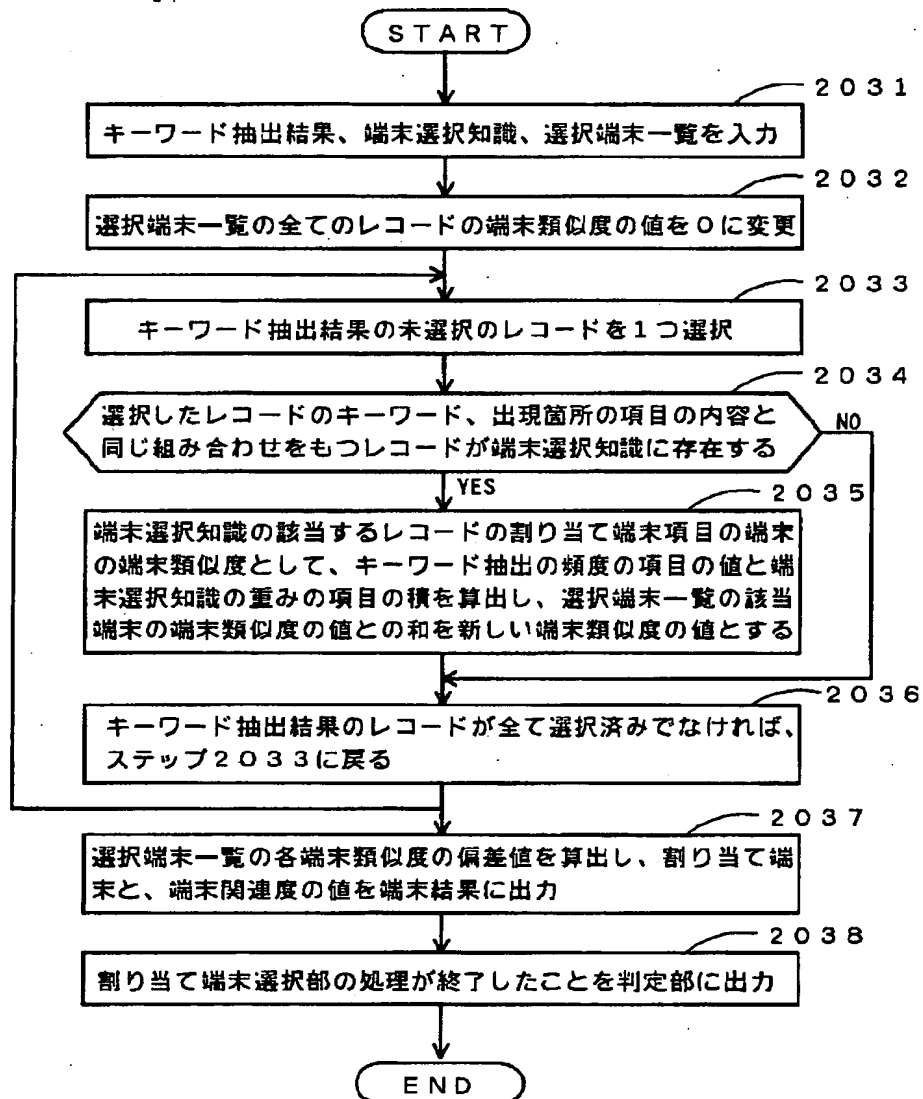 START
2031
キーワード抽出結果、端末選択知識、選択端末一覧を入力
2032
選択端末一覧の全てのレコードの端末類似度の値を0に変更
2033
キーワード抽出結果の未選択のレコードを1つ選択
2034
選択したレコードのキーワード、出現箇所の項目の内容と
同じ組み合わせをもつレコードが端末選択知識に存在する
NO
YES
2035
端末選択知識の該当するレコードの割り当て端末項目の端末
の端末類似度として、キーワード抽出の頻度の項目の値と端
末選択知識の重みの項目の積を算出し、選択端末一覧の該当
端末の端末類似度の値との和を新しい端末類似度の値とする
2036
キーワード抽出結果のレコードが全て選択済みでなければ、
ステップ2033に戻る
2037
選択端末一覧の各端末類似度の偏差値を算出し、割り当て端
末と、端末関連度の値を端末結果に出力
2038
割り当て端末選択部の処理が終了したことを判定部に出力
END